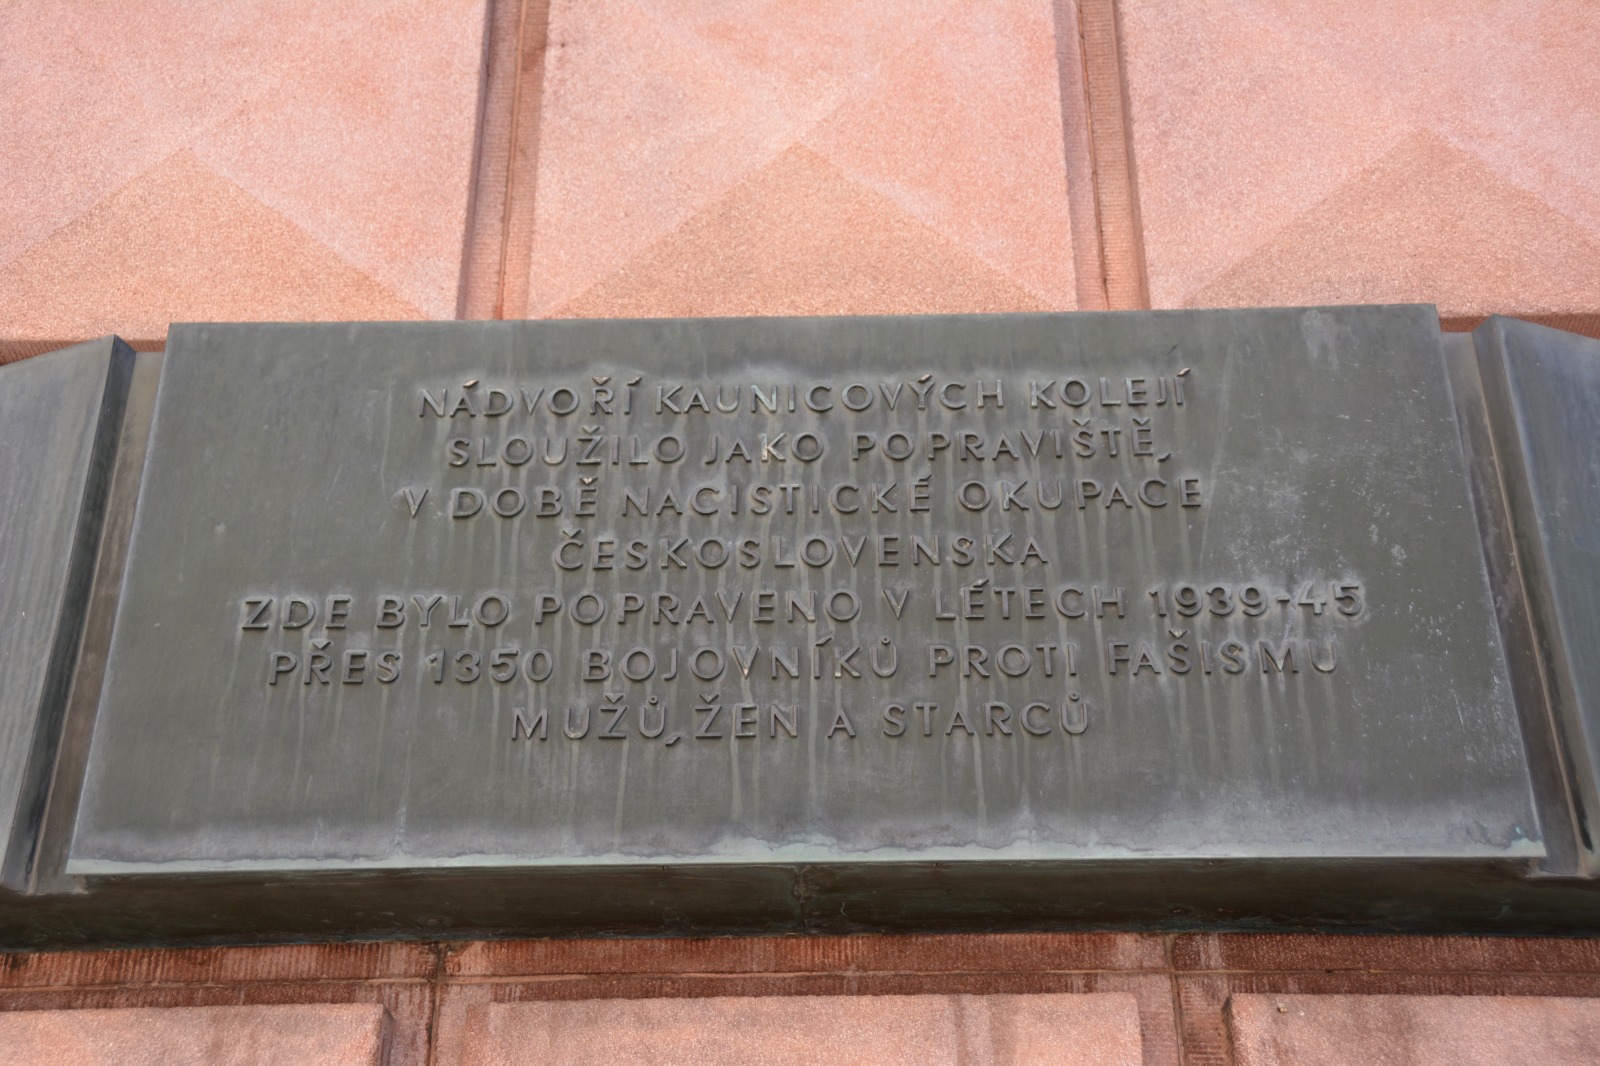 NÁDVOŘÍ KAUNICOVÝCH KOLEJÍ
SLOUŽILO JAKO POPRAVIŠTĚ,
V DOBĚ NACISTICKÉ OKUPACE
ČESKOSLOVENSKA
ZDE BYLO POPRAVENO V LÉTECH 1939-45
PŘES 1350 BOJOVNÍKŮ PROTI FAŠISMU
MUŽŮ, ŽEN A STARCŮ